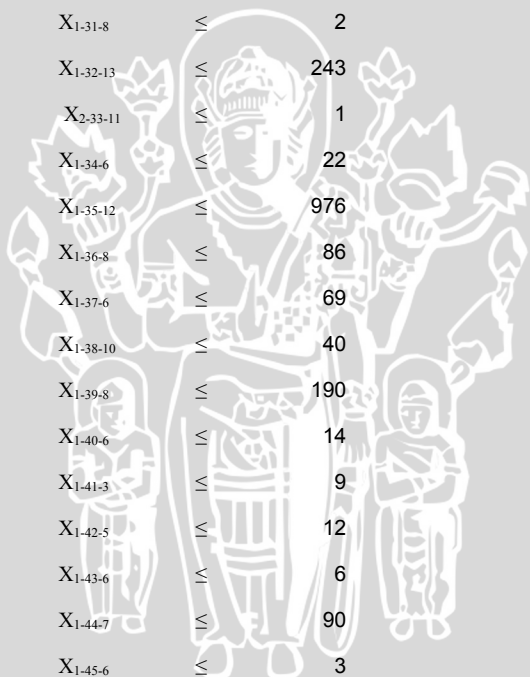 X1-31-8 ≤ 2
X1-32-13 ≤ 243
X2-33-11 ≤ 1
X1-34-6 ≤ 22
X1-35-12 ≤ 976
X1-36-8 ≤ 86
X1-37-6 ≤ 69
X1-38-10 ≤ 40
X1-39-8 ≤ 190
X1-40-6 ≤ 14
X1-41-3 ≤ 9
X1-42-5 ≤ 12
X1-43-6 ≤ 6
X1-44-7 ≤ 90
X1-45-6 ≤ 3